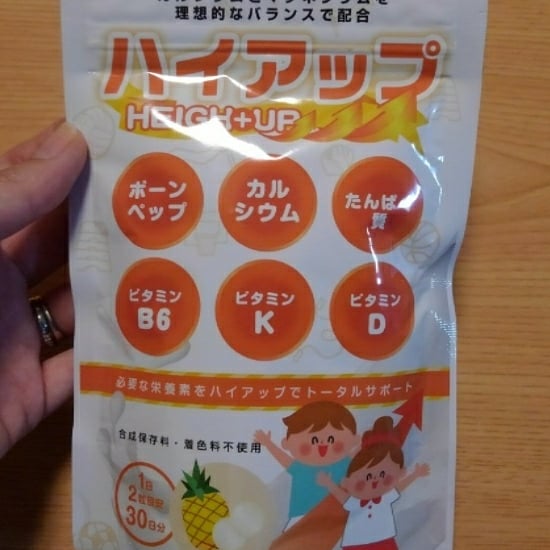 理想的なバランスで配合
ハイアップ
HEIGH+UP
ボーン
ペップ
カル
シウム
たんぱ
質
ビタミン
B6
ビタミン
K
ビタミン
D
必要な栄養素をハイアップでトータルサポート
合成保存料・着色料不使用
1日
2粒目安
30日分